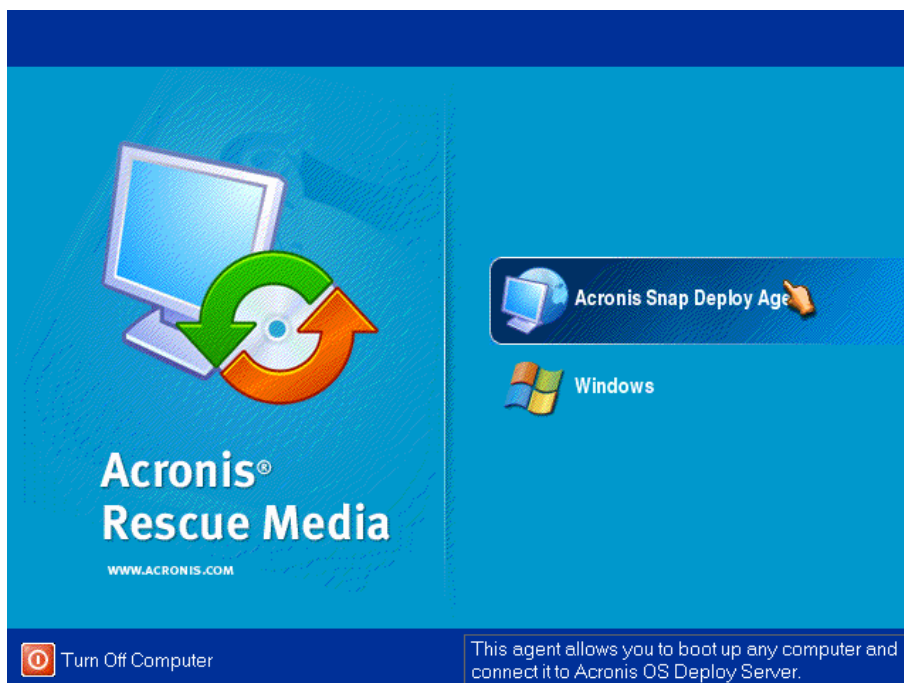 Acronis®
Rescue Media
WWW.ACRONIS.COM
Acronis Snap Deploy Age
Windows
Turn Off Computer
This agent allows you to boot up any computer and
connect it to Acronis OS Deploy Server.